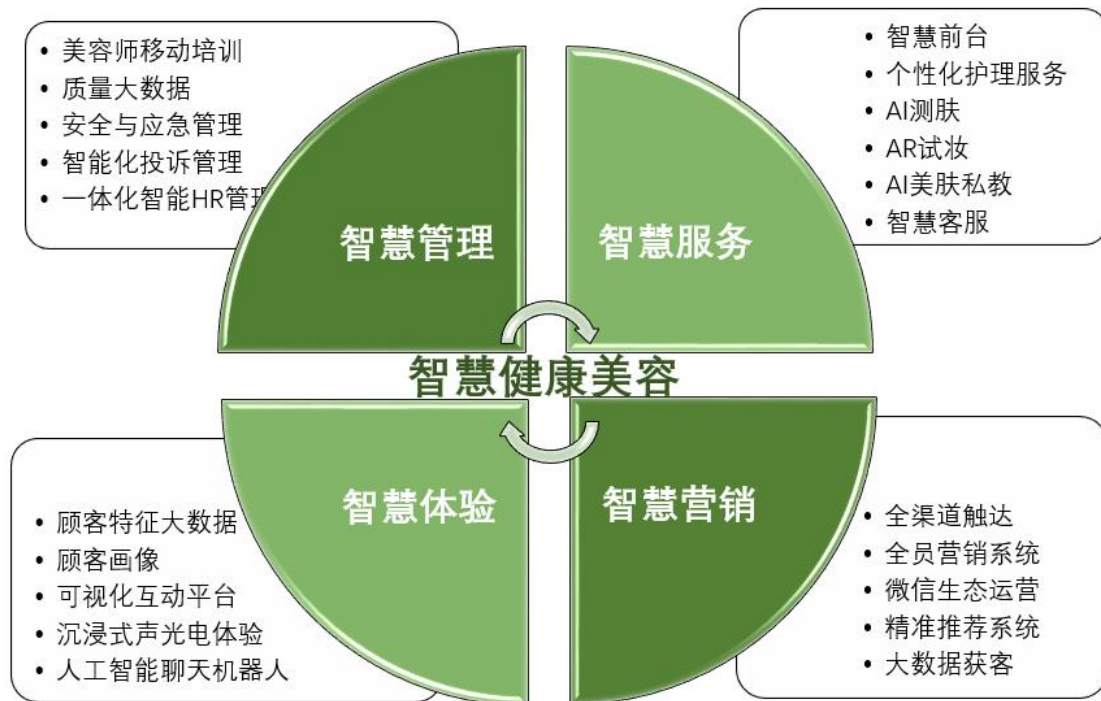 • 美容师移动培训
• 质量大数据
• 安全与应急管理
• 智能化投诉管理
• 一体化智能HR管理
智慧管理
• 智慧前台
• 个性化护理服务
• AI测肤
• AR试妆
• AI美肤私教
• 智慧客服
智慧服务
智慧健康美容
智慧体验
• 顾客特征大数据
• 顾客画像
• 可视化互动平台
• 沉浸式声光电体验
• 人工智能聊天机器人
智慧营销
• 全渠道触达
• 全员营销系统
• 微信生态运营
• 精准推荐系统
• 大数据获客